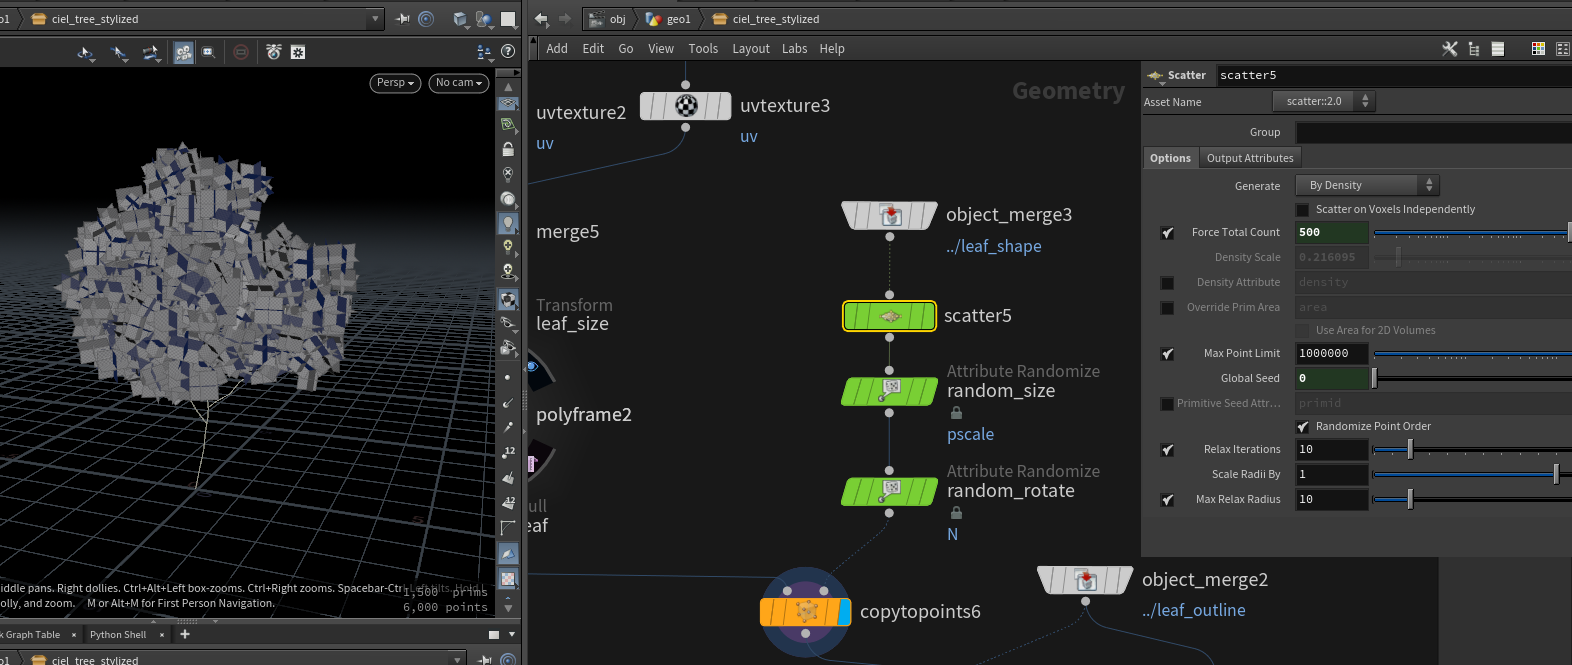 o1 ciel_tree_stylized
Persp No cam
iddle pans. Right dollies. Ctrl+Alt+Left box-zooms. Ctrl+Right zooms. Spacebar-Ctrl-Left tilts. Hold L
olly, and zoom. M or Alt+M for First Person Navigation.
1,500 prims
6,000 points
k Graph Table × Python Shell × +
o1 ciel_tree_stylized
12
12
obj geo1 ciel_tree_stylized
Add Edit Go View Tools Layout Labs Help
Geometry
uvtexture2
uv
uvtexture3
uv
merge5
Transform
leaf_size
polyframe2
ull
eaf
object_merge3
../leaf_shape
scatter5
Attribute Randomize
random_size
pscale
Attribute Randomize
random_rotate
N
copytopoints6
object_merge2
../leaf_outline
Scatter scatter5
Asset Name scatter::2.0
Group
Options Output Attributes
Generate By Density
Scatter on Voxels Independently
Force Total Count 500
Density Scale 0.216095
Density Attribute density
Override Prim Area area
Use Area for 2D Volumes
Max Point Limit 1000000
Global Seed 0
Primitive Seed Attr... primid
Randomize Point Order
Relax Iterations 10
Scale Radii By 1
Max Relax Radius 10